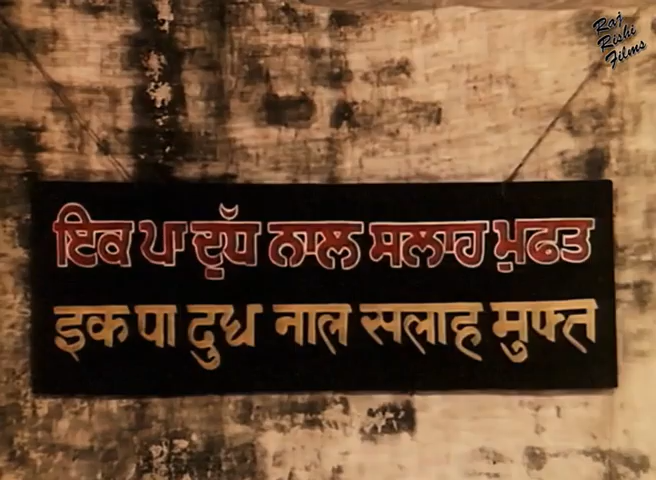 Raj
Rishi
Films
ਇਕ ਪਾ ਦੁੱਧ ਨਾਲ ਸਲਾਹ ਮੁਫਤ
इक पा दुध नाल सलाह मुफ्त